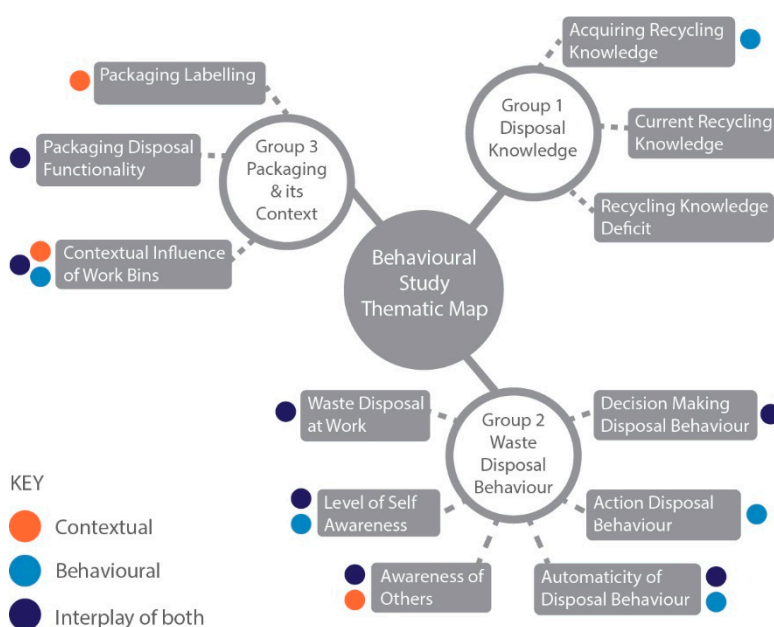 Behavioural
Study
Thematic Map
Group 1
Disposal
Knowledge
Acquiring Recycling
Knowledge
Current Recycling
Knowledge
Recycling Knowledge
Deficit
Group 3
Packaging
& its
Context
Packaging Labelling
Packaging Disposal
Functionality
Contextual Influence
of Work Bins
Group 2
Waste
Disposal
Behaviour
Waste Disposal
at Work
Level of Self
Awareness
Awareness of
Others
Decision Making
Disposal Behaviour
Action Disposal
Behaviour
Automaticity of
Disposal Behaviour
KEY
Contextual
Behavioural
Interplay of both